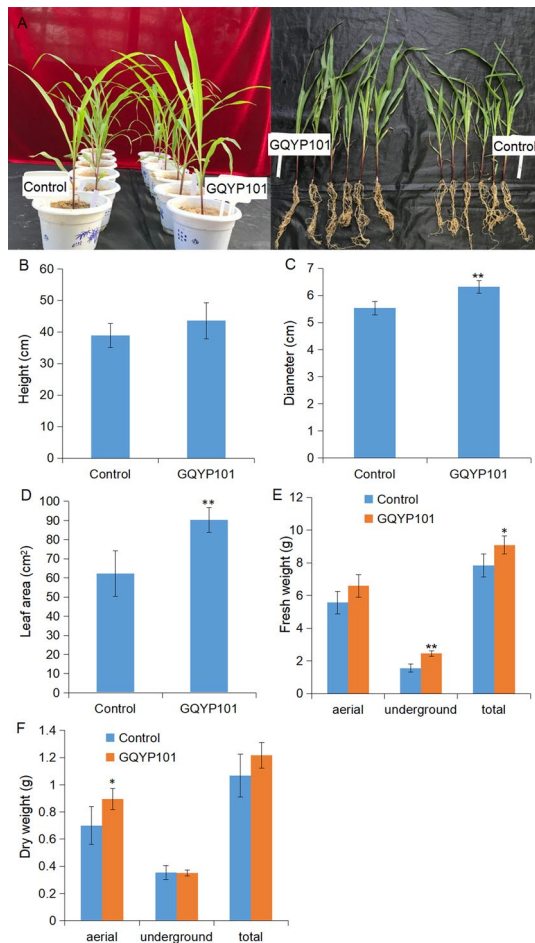 A
Control
GQYP101
GQYP101
Control
B
60
50
40
30
20
10
0
Height (cm)
Control
GQYP101
C
7
6
5
4
3
2
1
0
Diameter (cm)
**
Control
GQYP101
D
100
90
80
70
60
50
40
30
20
10
0
Leaf area (cm²)
**
Control
GQYP101
E
Control
GQYP101
12
10
8
6
4
2
0
Fresh weight (g)
**
*
aerial underground total
F
Control
GQYP101
1.4
1.2
1
0.8
0.6
0.4
0.2
0
Dry weight (g)
*
aerial underground total